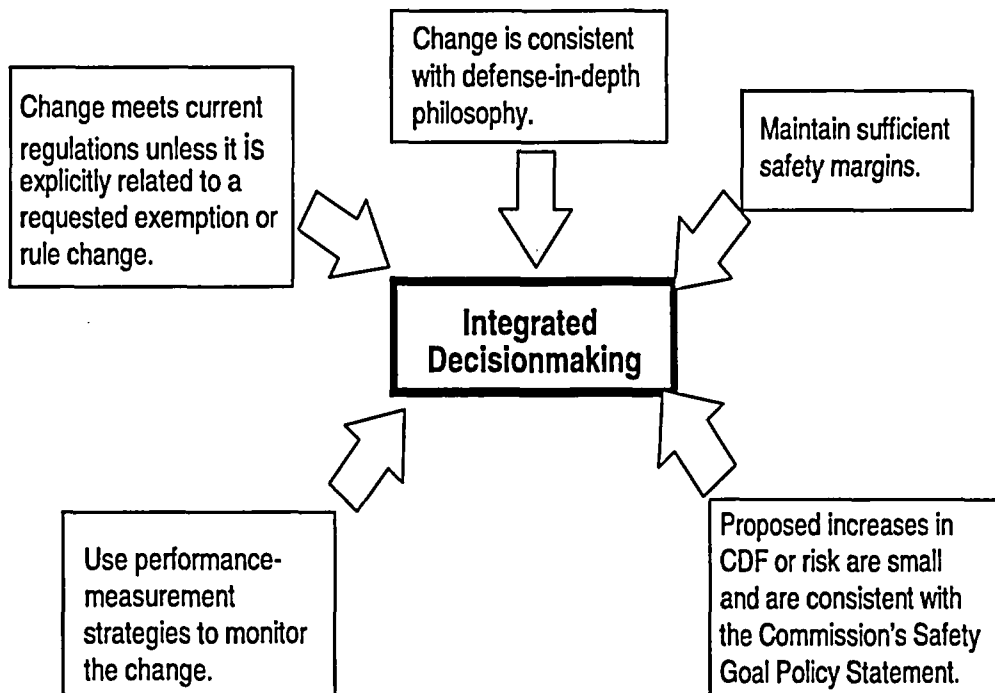 Change meets current
regulations unless it is
explicitly related to a
requested exemption or
rule change.
Change is consistent
with defense-in-depth
philosophy.
Maintain sufficient
safety margins.
Integrated
Decisionmaking
Use performance-
measurement
strategies to monitor
the change.
Proposed increases in
CDF or risk are small
and are consistent with
the Commission's Safety
Goal Policy Statement.